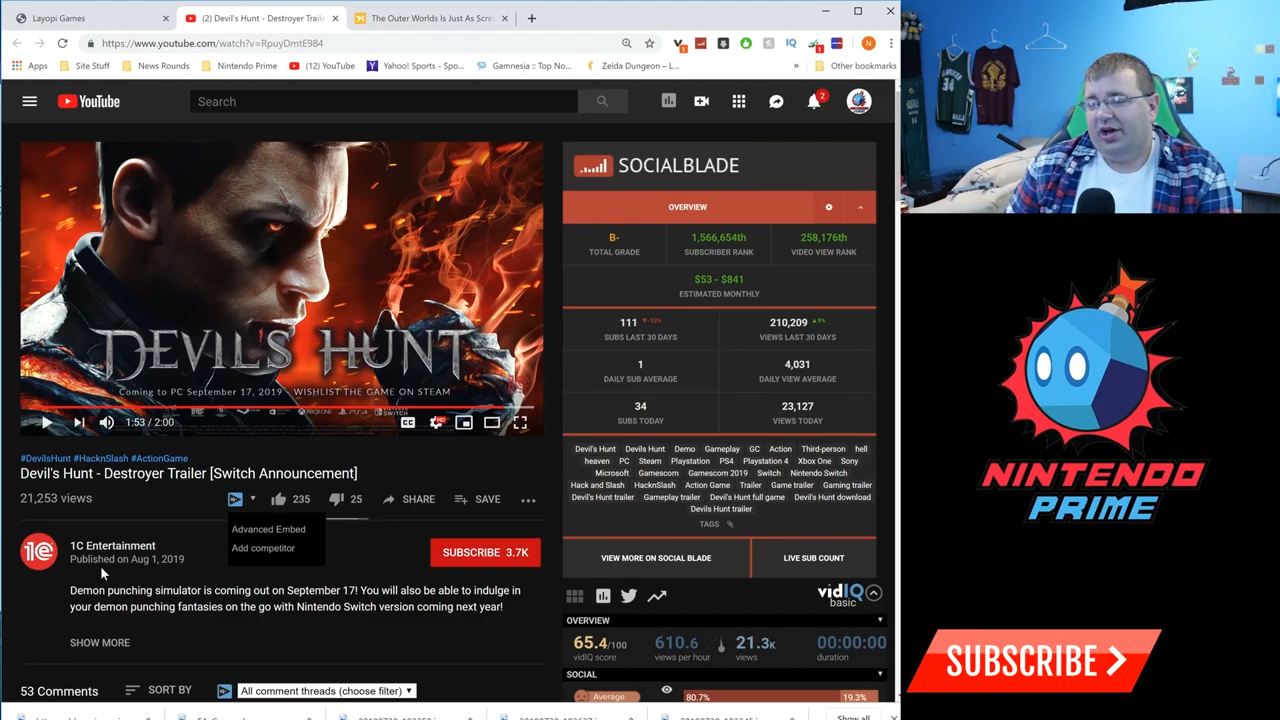 Layopi Games
(2) Devil's Hunt - Destroyer Traile
The Outer Worlds Is Just As Scre
https://www.youtube.com/watch?v=RpuyDmtE984
Apps
Site Stuff
News Rounds
Nintendo Prime
(12) YouTube
Yahoo! Sports - Spo...
Gamnesia :: Top No...
Zelda Dungeon – L...
»
Other bookmarks
YouTube
Search
2
DEVIL'S HUNT
Coming to PC September 17, 2019 WISHLIST THE GAME ON STEAM
1:53 / 2:00
#DevilsHunt #HacknSlash #ActionGame
Devil's Hunt - Destroyer Trailer [Switch Announcement]
21,253 views
235
25
SHARE
SAVE
Advanced Embed
Add competitor
1C Entertainment
Published on Aug 1, 2019
SUBSCRIBE 3.7K
Demon punching simulator is coming out on September 17! You will also be able to indulge in
your demon punching fantasies on the go with Nintendo Switch version coming next year!
SHOW MORE
53 Comments
SORT BY
All comment threads (choose filter)
SOCIALBLADE
OVERVIEW
B-
TOTAL GRADE
1,566,654th
SUBSCRIBER RANK
258,176th
VIDEO VIEW RANK
$53 - $841
ESTIMATED MONTHLY
111 -13%
SUBS LAST 30 DAYS
210,209
VIEWS LAST 30 DAYS
1
DAILY SUB AVERAGE
4,031
DAILY VIEW AVERAGE
34
SUBS TODAY
23,127
VIEWS TODAY
Devil's Hunt Devils Hunt Demo Gameplay GC Action Third-person hell
heaven PC Steam Playstation PS4 Playstation 4 Xbox One Sony
Microsoft Gamescom Gamescom 2019 Switch Nintendo Switch
Hack and Slash HacknSlash Action Game Trailer Game trailer Gaming trailer
Devil's Hunt trailer Gameplay trailer Devil's Hunt full game Devil's Hunt download
Devils Hunt trailer
TAGS
VIEW MORE ON SOCIAL BLADE
LIVE SUB COUNT
vidIQ
basic
OVERVIEW
65.4/100
vidIQ score
610.6
views per hour
21.3K
views
00:00:00
duration
SOCIAL
Average
80.7%
19.3%
Show all
34
NINTENDO
PRIME
SUBSCRIBE